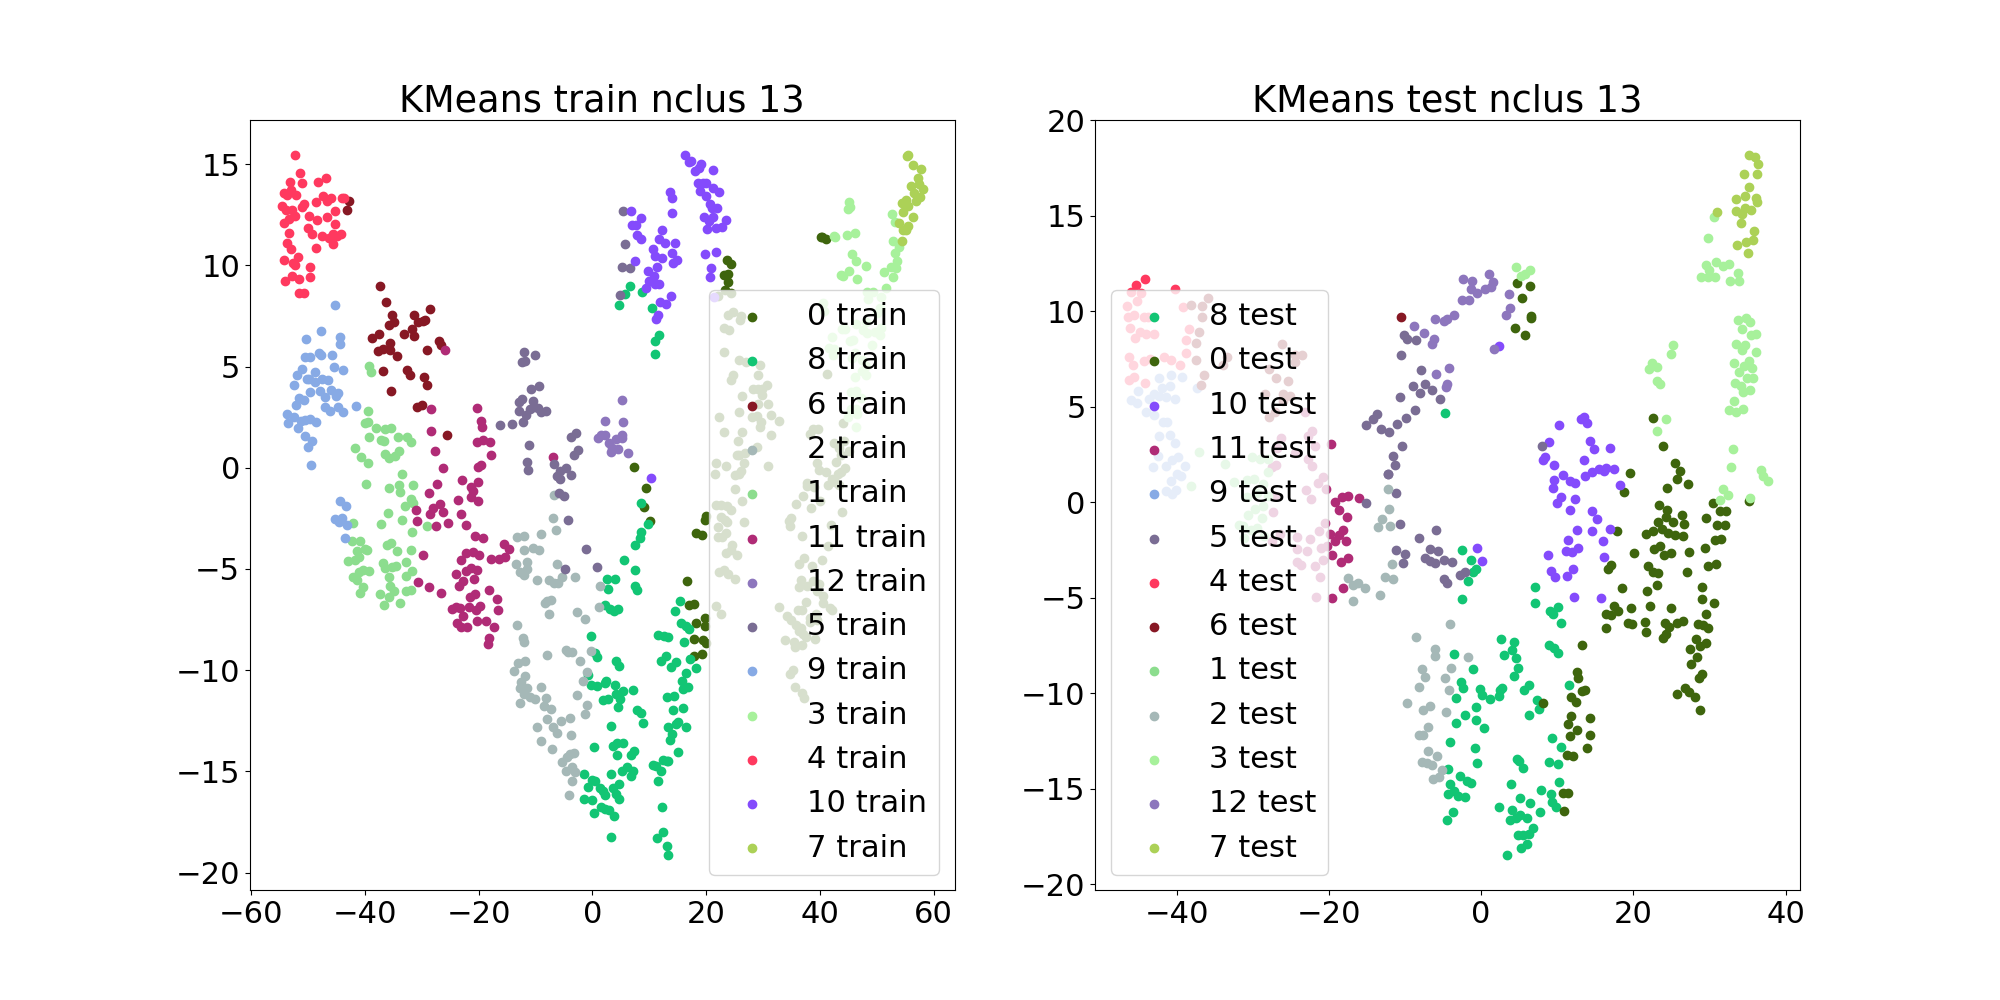 KMeans train nclus 13
15
10
5
0
−5
−10
−15
−20
−60
−40
−20
0
20
40
60
0 train
8 train
6 train
2 train
1 train
11 train
12 train
5 train
9 train
3 train
4 train
10 train
7 train
KMeans test nclus 13
20
15
10
5
0
−5
−10
−15
−20
−40
−20
0
20
40
8 test
0 test
10 test
11 test
9 test
5 test
4 test
6 test
1 test
2 test
3 test
12 test
7 test